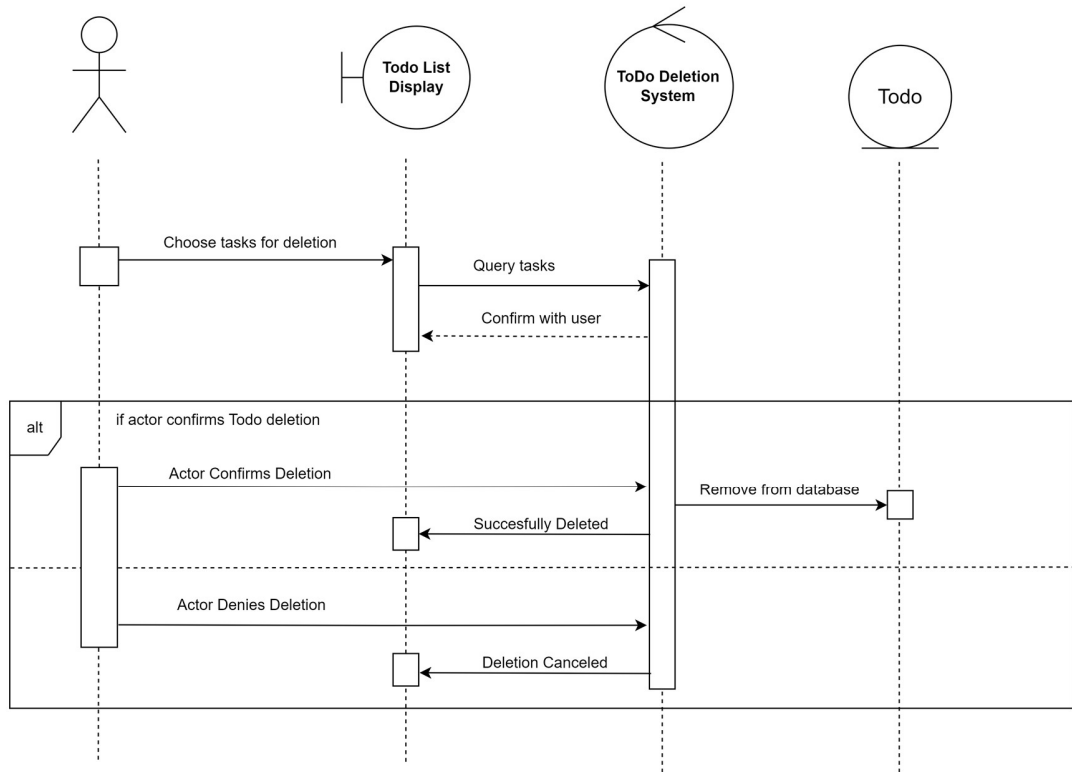 Todo List
Display
ToDo Deletion
System
Todo
Choose tasks for deletion
Query tasks
Confirm with user
alt
if actor confirms Todo deletion
Actor Confirms Deletion
Remove from database
Succesfully Deleted
Actor Denies Deletion
Deletion Canceled